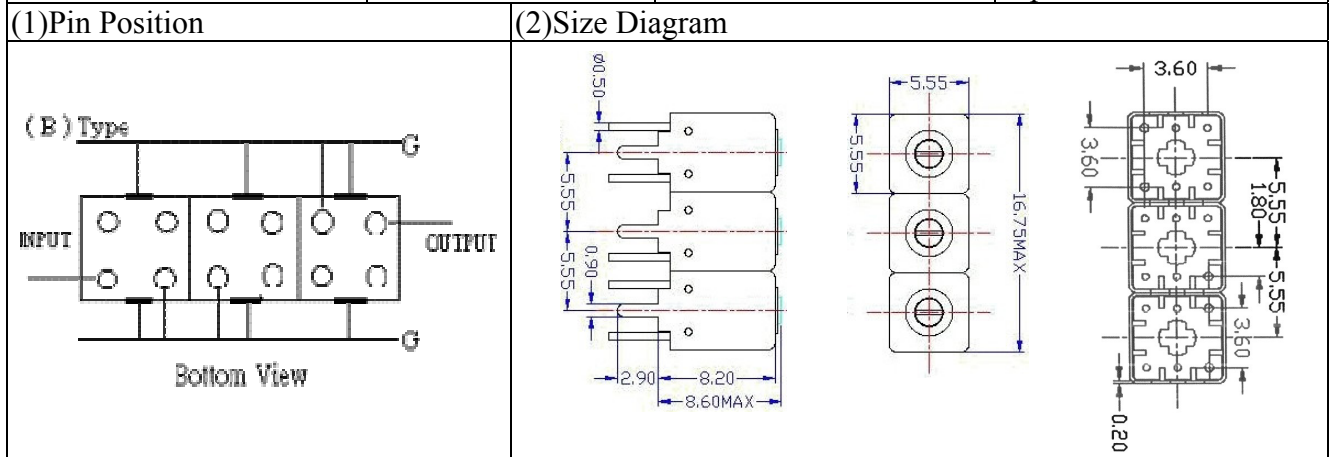 (1)Pin Position
(2)Size Diagram
(B)Type
G
INPUT
OUTPUT
G
Bottom View
ø0.50
5.55
5.55
0.90
2.90
8.20
8.60MAX
5.55
5.55
16.75MAX
3.60
3.60
5.55
1.80
5.55
3.60
0.20